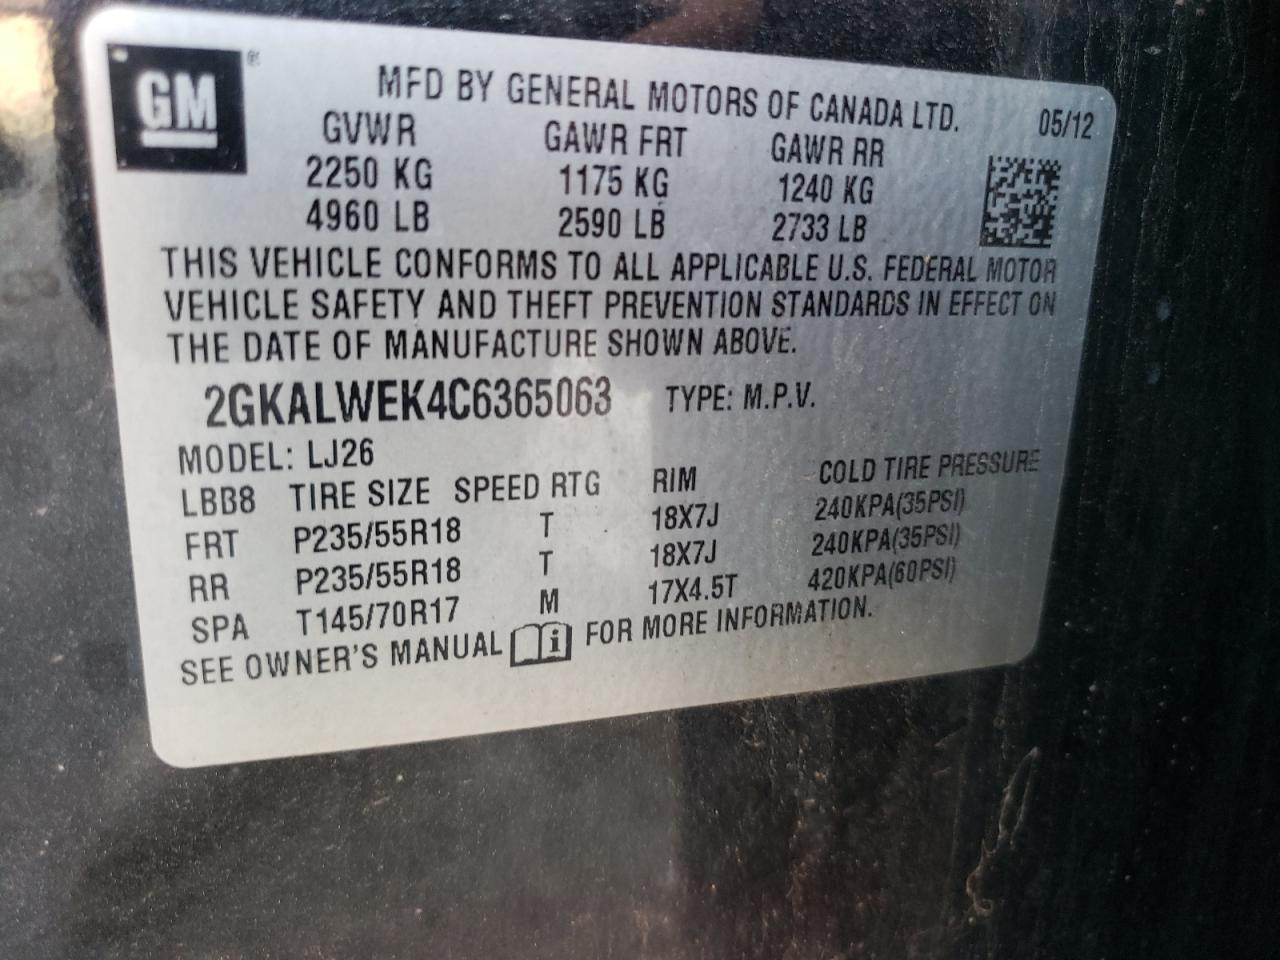 GM ®
MFD BY GENERAL MOTORS OF CANADA LTD. 05/12
GVWR GAWR FRT GAWR RR
2250 KG 1175 KG 1240 KG
4960 LB 2590 LB 2733 LB
THIS VEHICLE CONFORMS TO ALL APPLICABLE U.S. FEDERAL MOTOR
VEHICLE SAFETY AND THEFT PREVENTION STANDARDS IN EFFECT ON
THE DATE OF MANUFACTURE SHOWN ABOVE.
2GKALWEK4C6365063 TYPE: M.P.V.
MODEL: LJ26
LBB8 TIRE SIZE SPEED RTG RIM COLD TIRE PRESSURE
FRT P235/55R18 T 18X7J 240KPA(35PSI)
RR P235/55R18 T 18X7J 240KPA(35PSI)
SPA T145/70R17 M 17X4.5T 420KPA(60PSI)
SEE OWNER'S MANUAL i FOR MORE INFORMATION.